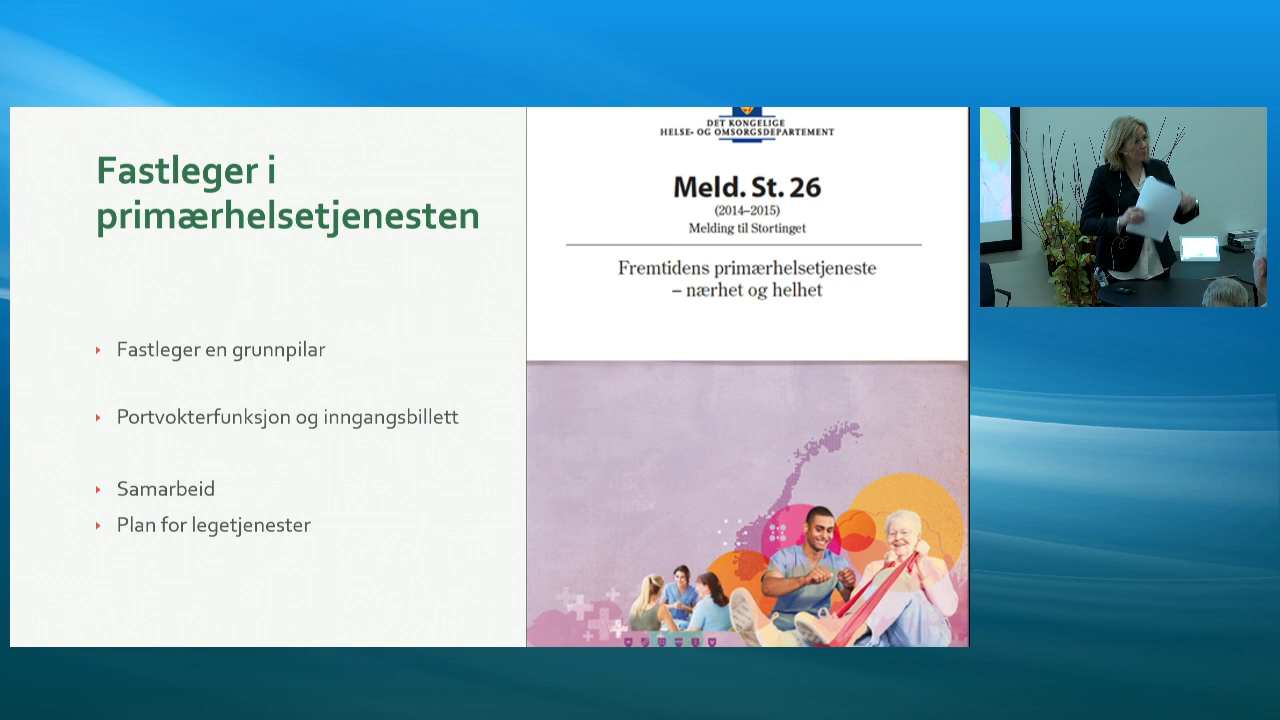 Fastleger i
primærhelsetjenesten
Fastleger en grunnpilar
Portvokterfunksjon og inngangsbillett
Samarbeid
Plan for legetjenester
DET KONGELIGE
HELSE- OG OMSORGSDEPARTEMENT
Meld. St. 26
(2014–2015)
Melding til Stortinget
Fremtidens primærhelsetjeneste
– nærhet og helhet